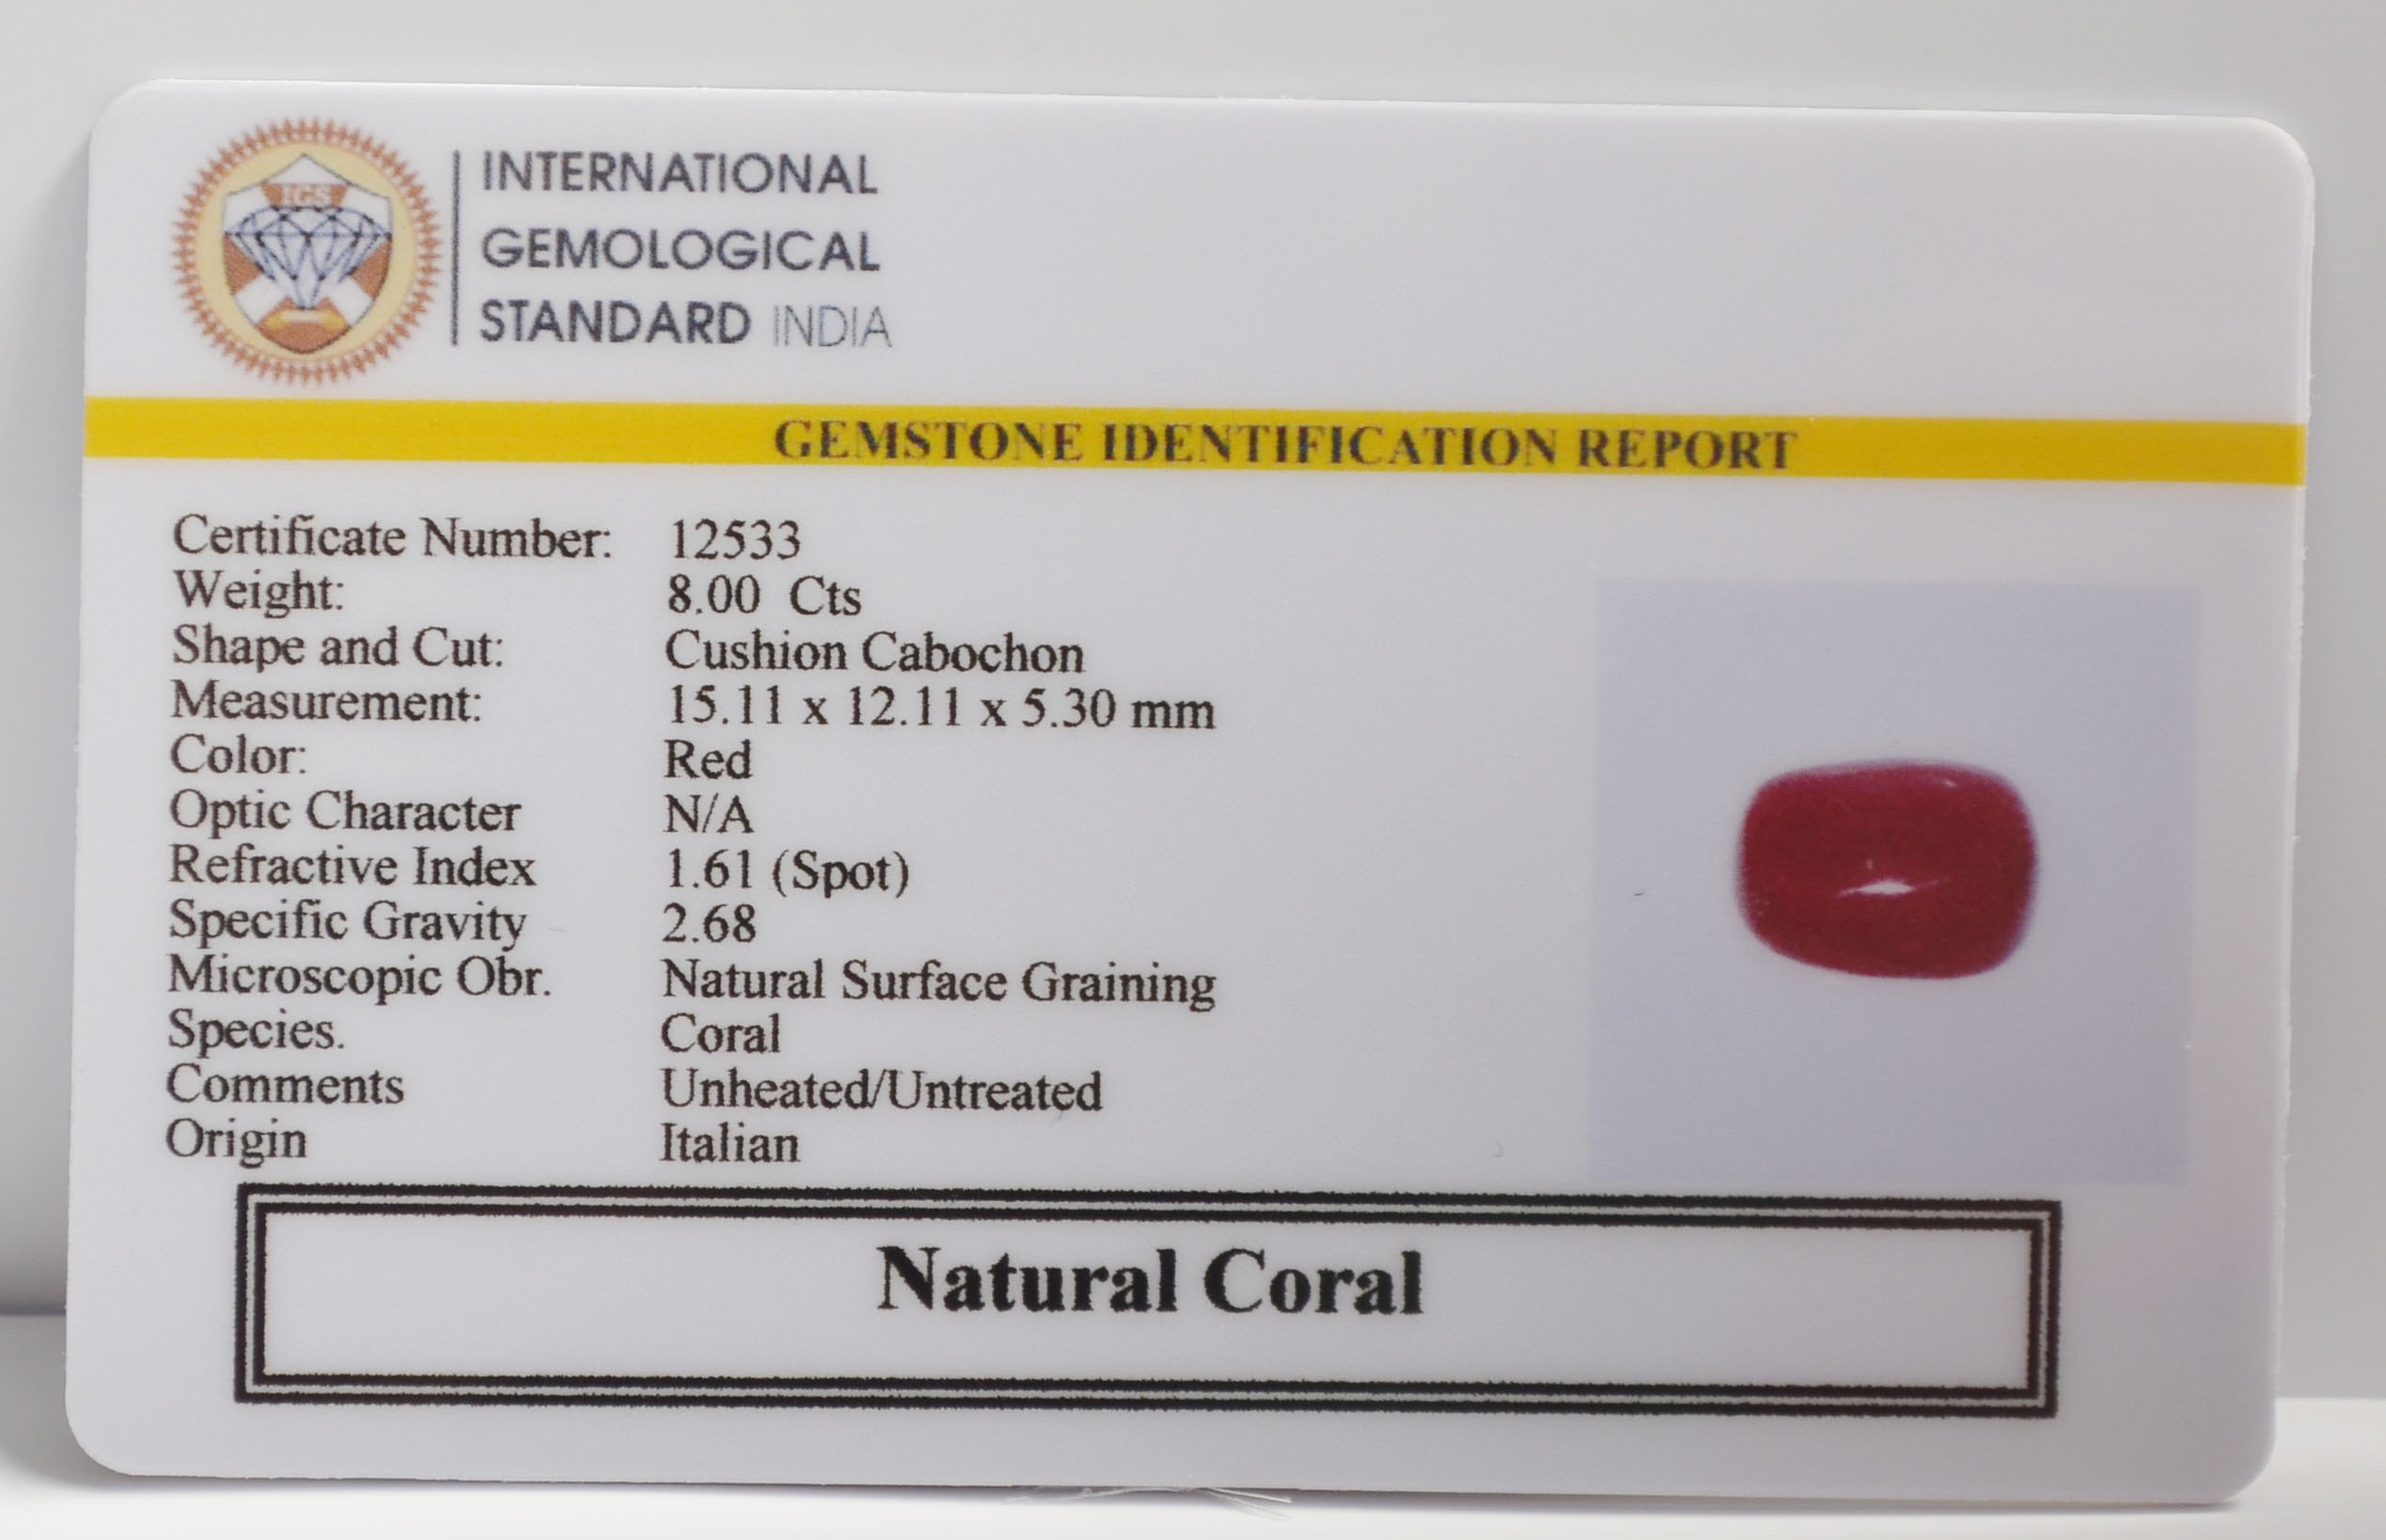 IGS
INTERNATIONAL
GEMOLOGICAL
STANDARD INDIA
GEMSTONE IDENTIFICATION REPORT
Certificate Number: 12533
Weight: 8.00 Cts
Shape and Cut: Cushion Cabochon
Measurement: 15.11 x 12.11 x 5.30 mm
Color: Red
Optic Character N/A
Refractive Index 1.61 (Spot)
Specific Gravity 2.68
Microscopic Obr. Natural Surface Graining
Species. Coral
Comments Unheated/Untreated
Origin Italian
Natural Coral